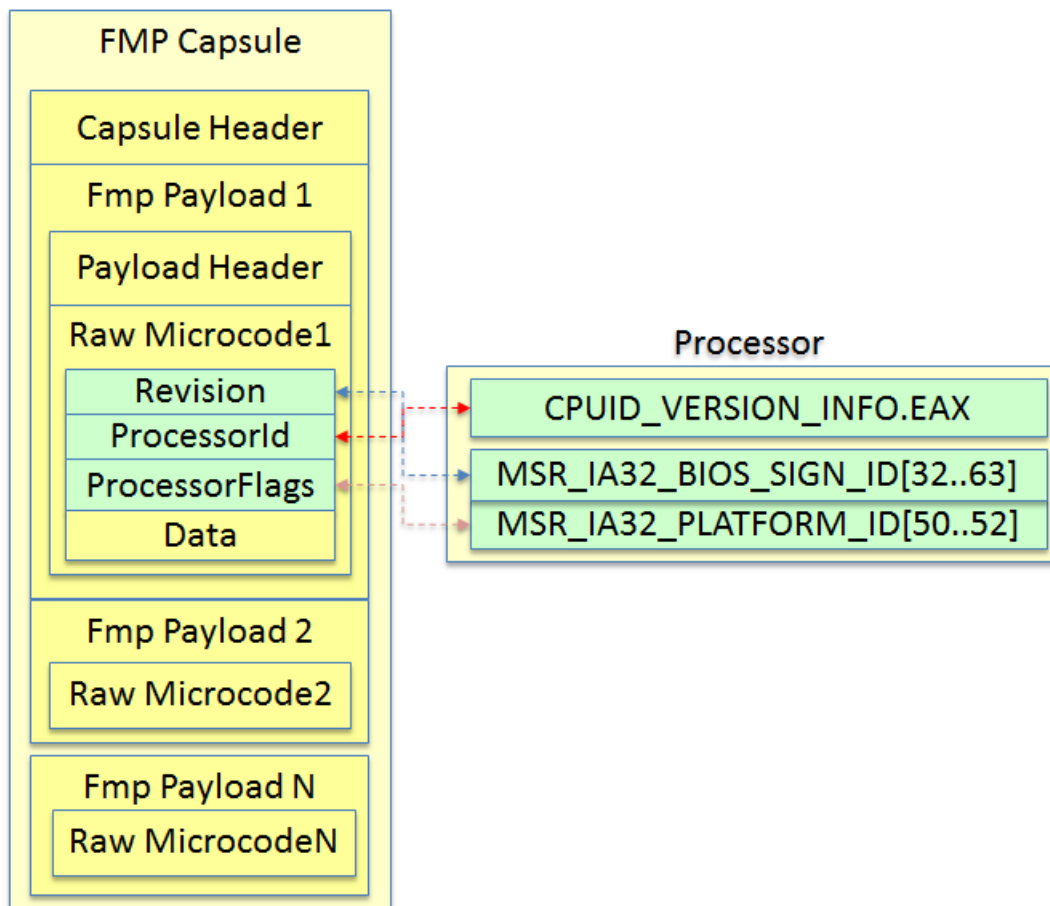 FMP Capsule
Capsule Header
Fmp Payload 1
Payload Header
Raw Microcode1
Revision
ProcessorId
ProcessorFlags
Data
Fmp Payload 2
Raw Microcode2
Fmp Payload N
Raw MicrocodeN
Processor
CPUID_VERSION_INFO.EAX
MSR_IA32_BIOS_SIGN_ID[32..63]
MSR_IA32_PLATFORM_ID[50..52]